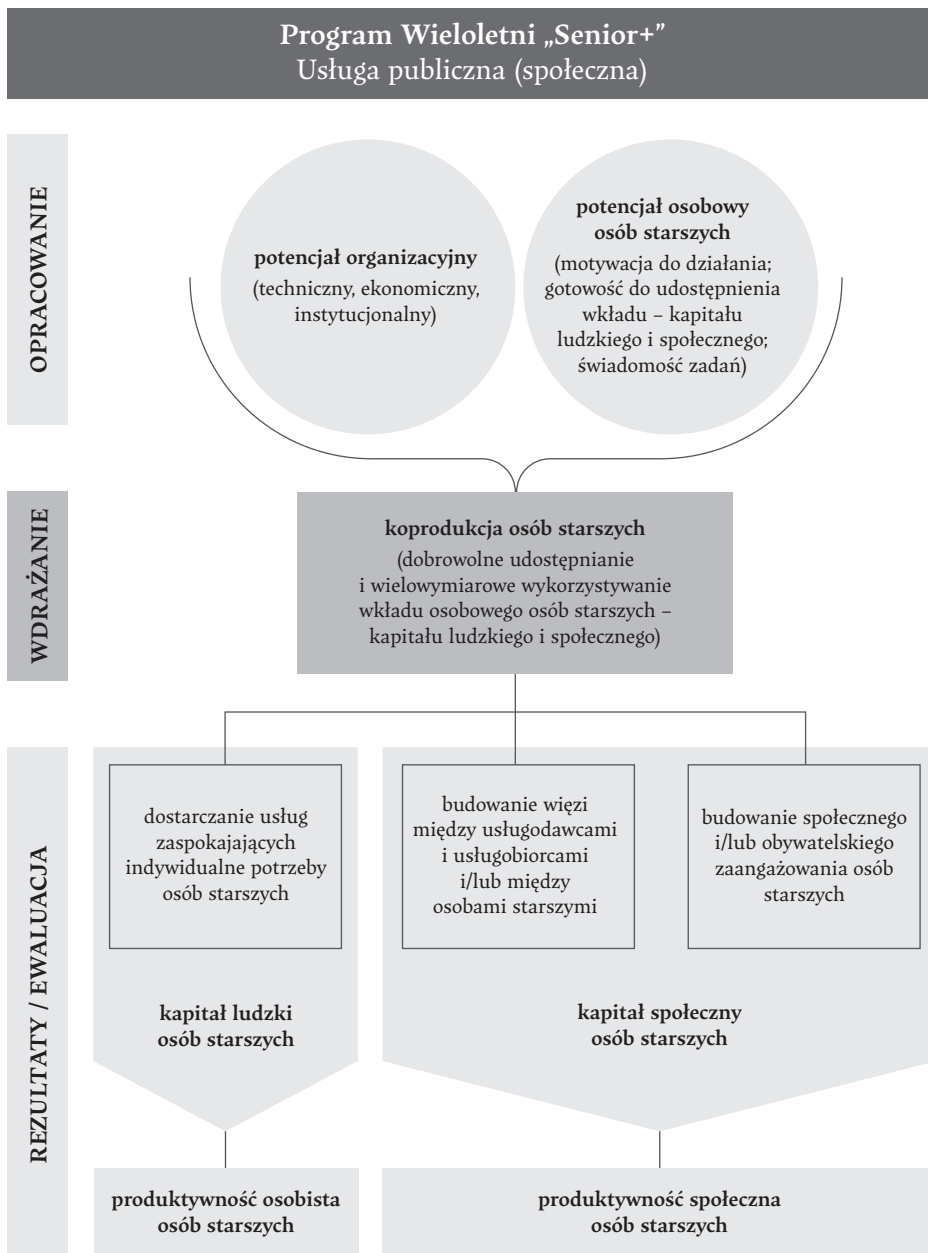 Program Wieloletni „Senior+”
Usługa publiczna (społeczna)
OPRACOWANIE
potencjał organizacyjny
(techniczny, ekonomiczny,
instytucjonalny)
potencjał osobowy
osób starszych
(motywacja do działania;
gotowość do udostępnienia
wkładu – kapitału
ludzkiego i społecznego;
świadomość zadań)
WDRAŻANIE
koprodukcja osób starszych
(dobrowolne udostępnianie
i wielowymiarowe wykorzystywanie
wkładu osobowego osób starszych –
kapitału ludzkiego i społecznego)
REZULTATY / EWALUACJA
dostarczanie usług
zaspokajających
indywidualne potrzeby
osób starszych
budowanie więzi
między usługodawcami
i usługobiorcami
i/lub między
osobami starszymi
budowanie społecznego
i/lub obywatelskiego
zaangażowania osób
starszych
kapitał ludzki
osób starszych
kapitał społeczny
osób starszych
produktywność osobista
osób starszych
produktywność społeczna
osób starszych